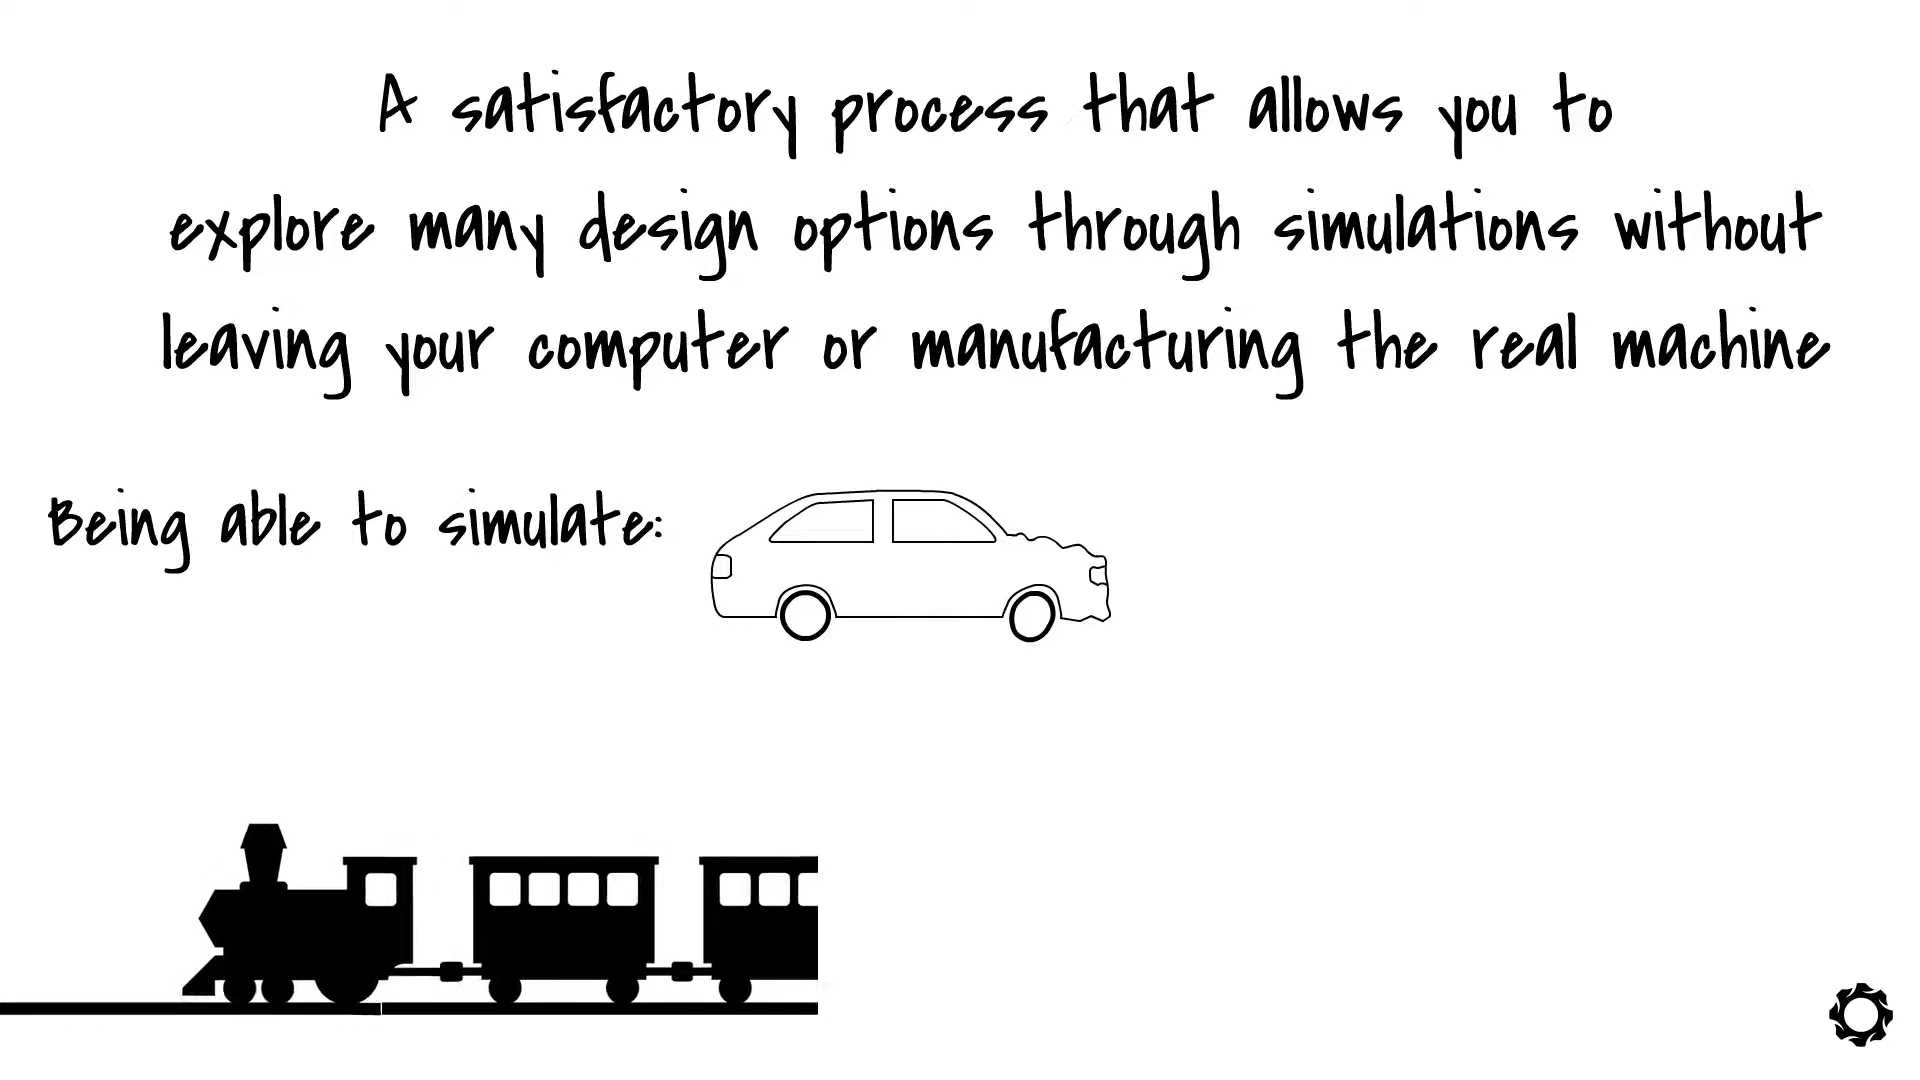 A satisfactory process that allows you to
explore many design options through simulations without
leaving your computer or manufacturing the real machine
Being able to simulate: